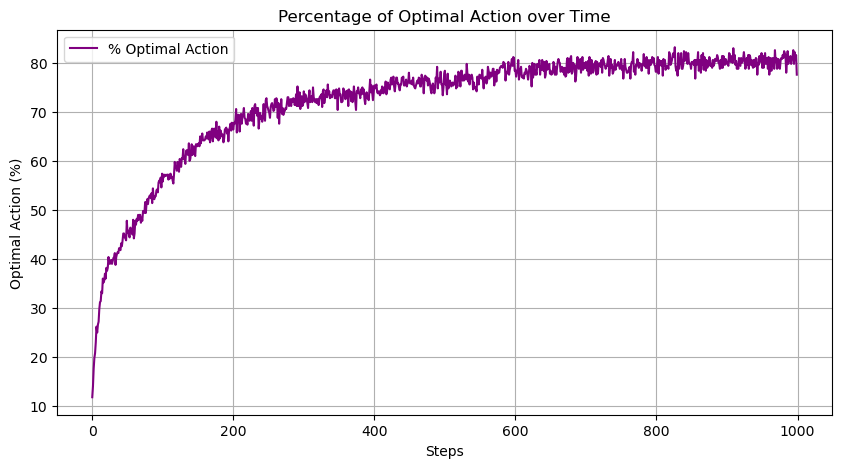 Percentage of Optimal Action over Time
% Optimal Action
Optimal Action (%)
80
70
60
50
40
30
20
10
0 200 400 600 800 1000
Steps